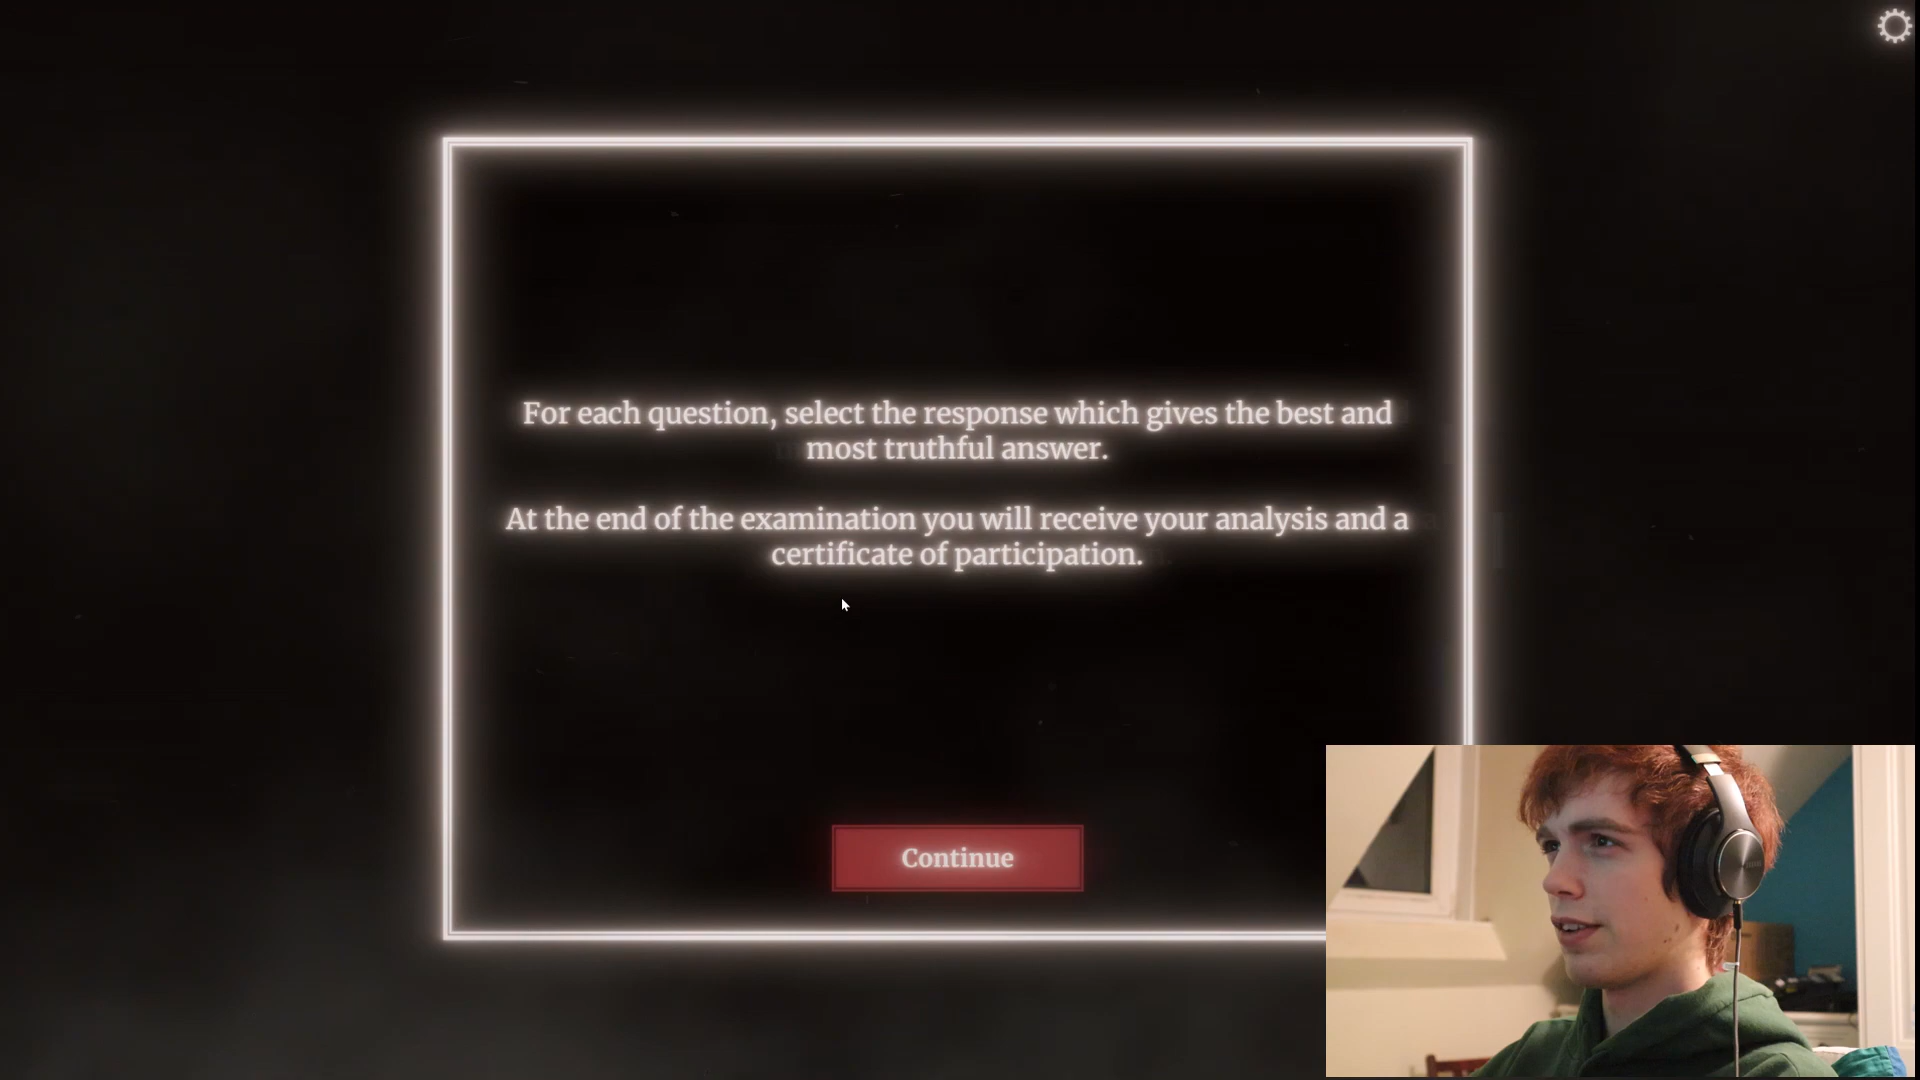 For each question, select the response which gives the best and
most truthful answer.
At the end of the examination you will receive your analysis and a
certificate of participation.
Continue